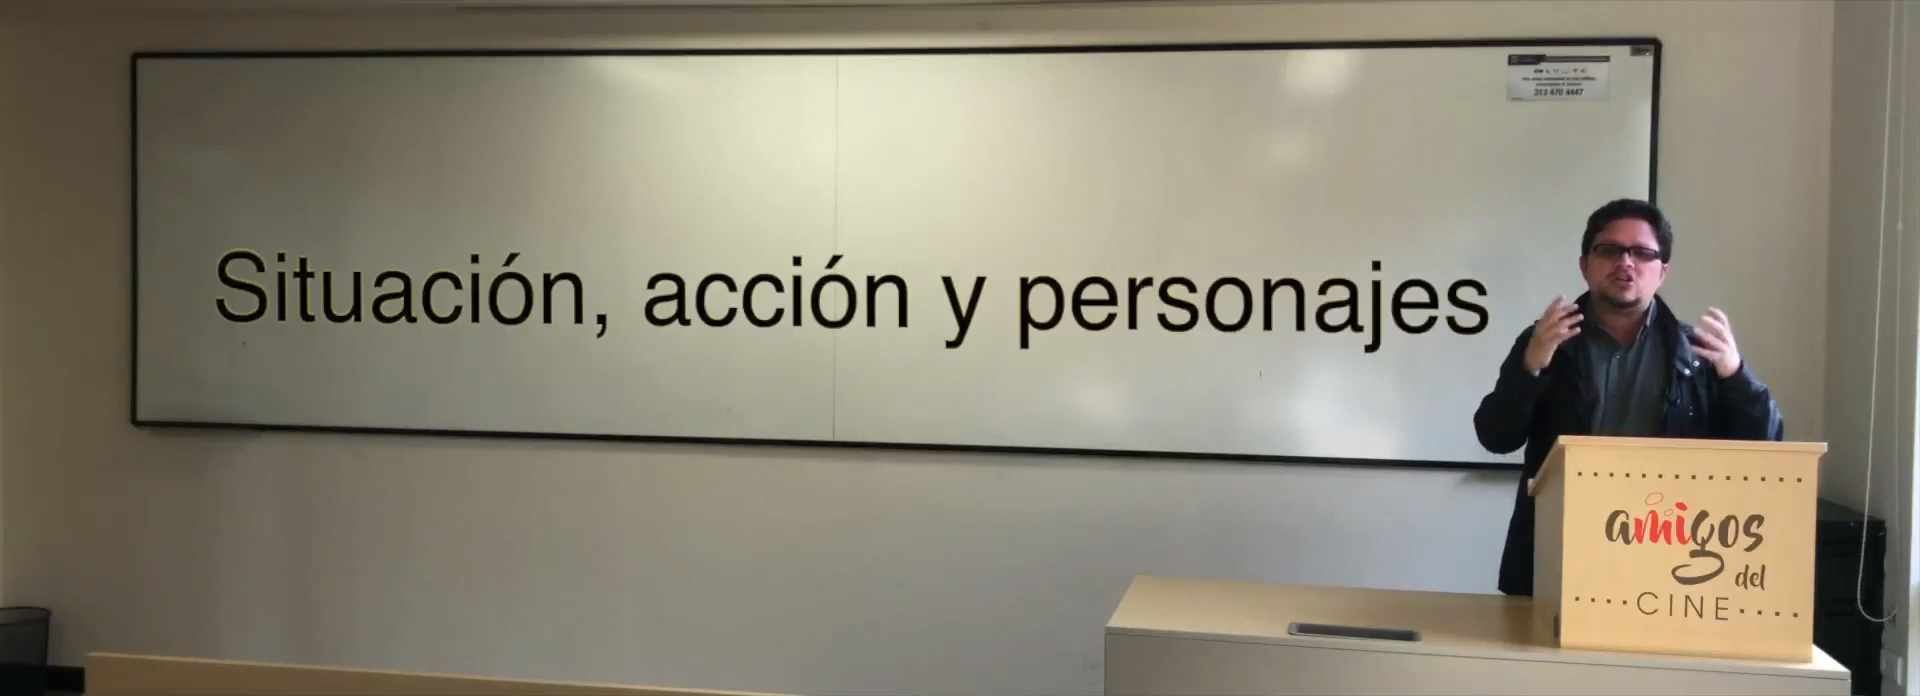 Situación, acción y personajes
313 470 4447
amigos
del
CINE